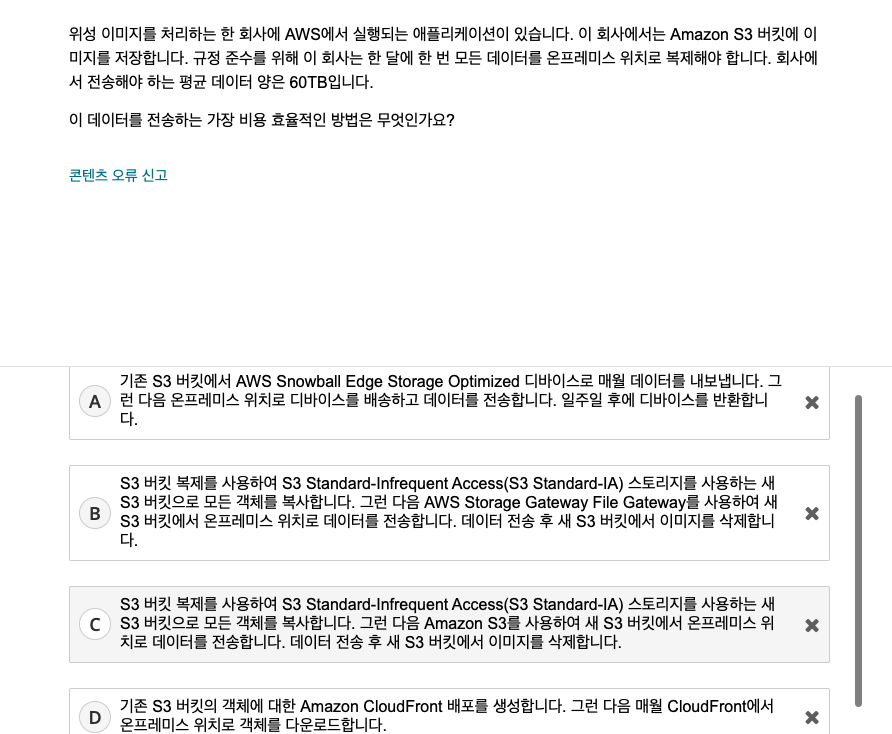 위성 이미지를 처리하는 한 회사에 AWS에서 실행되는 애플리케이션이 있습니다. 이 회사에서는 Amazon S3 버킷에 이
미지를 저장합니다. 규정 준수를 위해 이 회사는 한 달에 한 번 모든 데이터를 온프레미스 위치로 복제해야 합니다. 회사에
서 전송해야 하는 평균 데이터 양은 60TB입니다.
이 데이터를 전송하는 가장 비용 효율적인 방법은 무엇인가요?
콘텐츠 오류 신고
A
기존 S3 버킷에서 AWS Snowball Edge Storage Optimized 디바이스로 매월 데이터를 내보냅니다. 그
런 다음 온프레미스 위치로 디바이스를 배송하고 데이터를 전송합니다. 일주일 후에 디바이스를 반환합니
다.
B
S3 버킷 복제를 사용하여 S3 Standard-Infrequent Access(S3 Standard-IA) 스토리지를 사용하는 새
S3 버킷으로 모든 객체를 복사합니다. 그런 다음 AWS Storage Gateway File Gateway를 사용하여 새
S3 버킷에서 온프레미스 위치로 데이터를 전송합니다. 데이터 전송 후 새 S3 버킷에서 이미지를 삭제합니
다.
C
S3 버킷 복제를 사용하여 S3 Standard-Infrequent Access(S3 Standard-IA) 스토리지를 사용하는 새
S3 버킷으로 모든 객체를 복사합니다. 그런 다음 Amazon S3를 사용하여 새 S3 버킷에서 온프레미스 위
치로 데이터를 전송합니다. 데이터 전송 후 새 S3 버킷에서 이미지를 삭제합니다.
D
기존 S3 버킷의 객체에 대한 Amazon CloudFront 배포를 생성합니다. 그런 다음 매월 CloudFront에서
온프레미스 위치로 객체를 다운로드합니다.